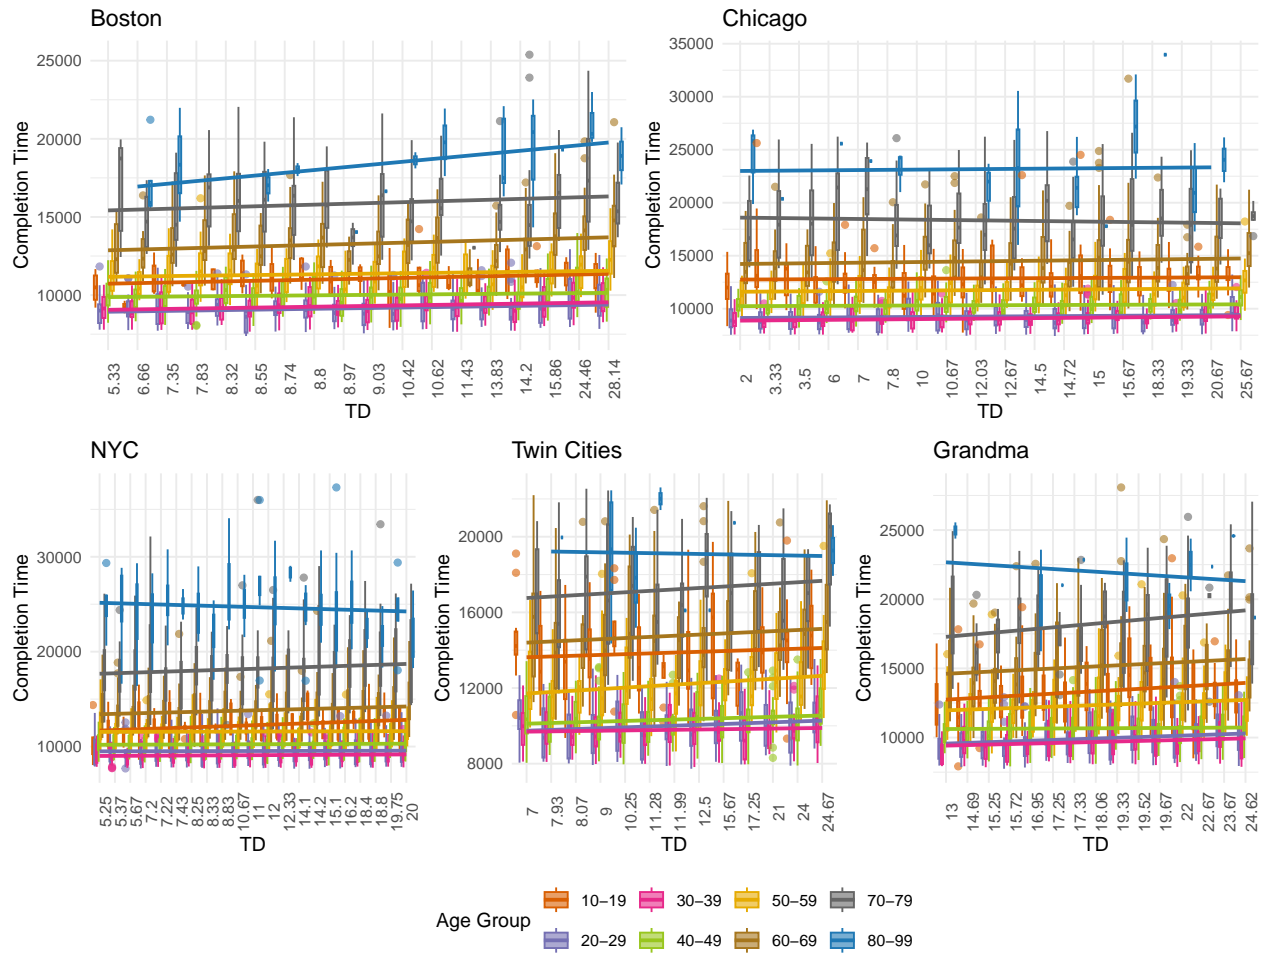 Boston
Completion Time
25000
20000
15000
10000
5.33 6.66 7.35 7.83 8.32 8.55 8.74 8.8 8.97 9.03 10.42 10.62 11.43 13.83 14.2 15.86 24.46 28.14
TD
Chicago
Completion Time
35000
30000
25000
20000
15000
10000
2 3.33 3.5 6 7 7.8 10 10.67 12.03 12.67 14.5 14.72 15 15.67 18.33 19.33 20.67 25.67
TD
NYC
Completion Time
30000
20000
10000
5.25 5.37 5.67 7.2 7.22 7.43 8.25 8.33 8.83 10.67 11 12 12.33 14.1 14.2 15.1 16.2 18.4 18.8 19.75 20
TD
Twin Cities
Completion Time
20000
16000
12000
8000
7 7.93 8.07 9 10.25 11.28 11.99 12.5 15.67 17.25 21 24 24.67
TD
Grandma
Completion Time
25000
20000
15000
10000
13 14.69 15.25 15.72 16.95 17.25 17.33 18.06 19.33 19.52 19.67 22 22.67 23.67 24.62
TD
Age Group
10−19 30−39 50−59 70−79
20−29 40−49 60−69 80−99